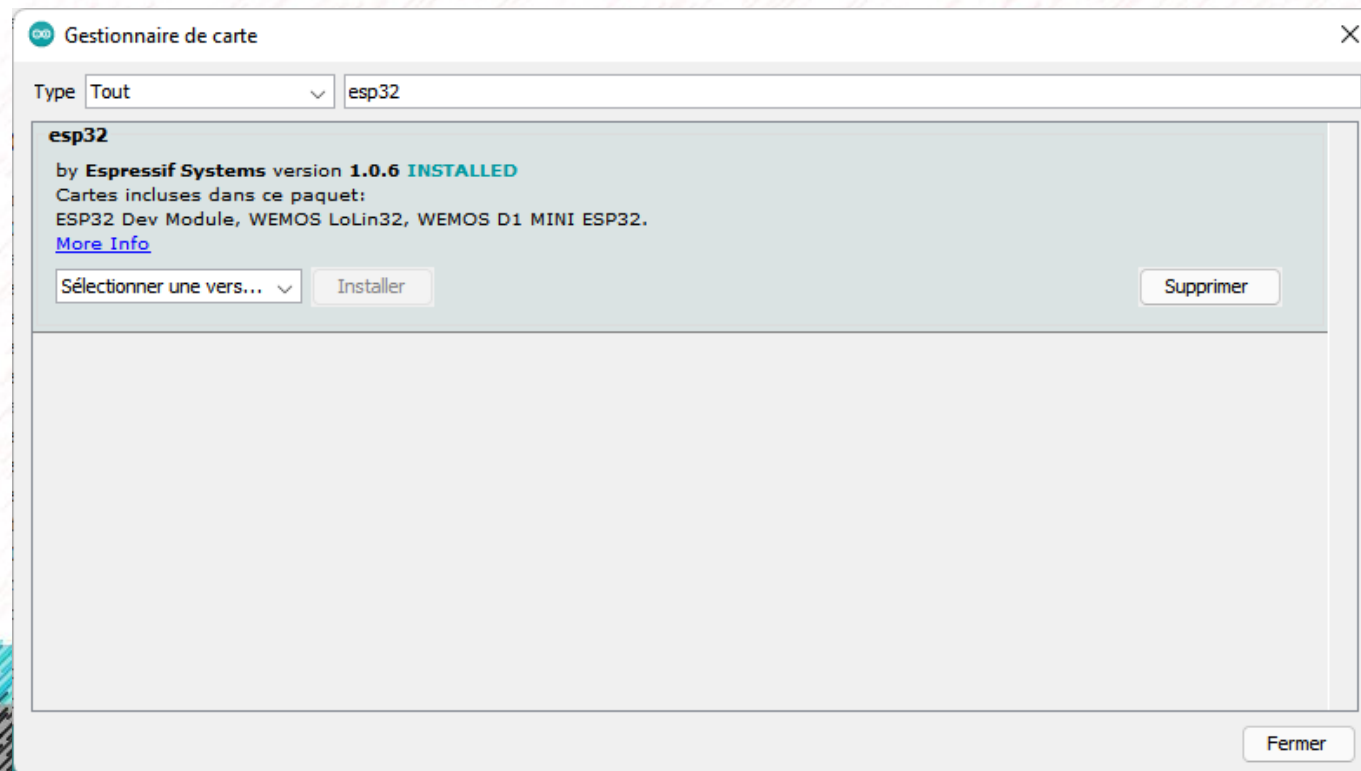 Gestionnaire de carte
Type Tout esp32
esp32
by Espressif Systems version 1.0.6 INSTALLED
Cartes incluses dans ce paquet:
ESP32 Dev Module, WEMOS LoLin32, WEMOS D1 MINI ESP32.
More Info
Sélectionner une vers... Installer Supprimer
Fermer